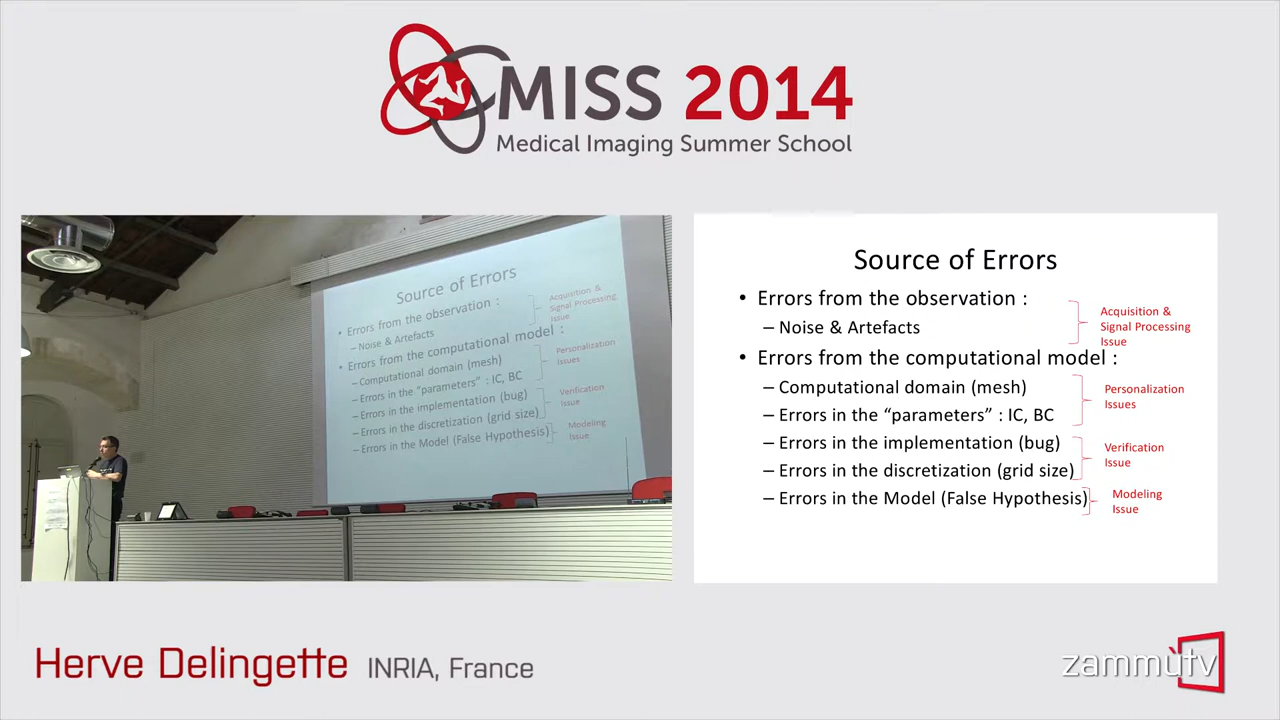 MISS 2014
Medical Imaging Summer School
Source of Errors
• Errors from the observation :
– Noise & Artefacts
• Errors from the computational model :
– Computational domain (mesh)
– Errors in the "parameters" : IC, BC
– Errors in the implementation (bug)
– Errors in the discretization (grid size)
– Errors in the Model (False Hypothesis)
Acquisition &
Signal Processing
Issue
Personalization
Issues
Verification
Issue
Modeling
Issue
Source of Errors
• Errors from the observation :
– Noise & Artefacts
• Errors from the computational model :
– Computational domain (mesh)
– Errors in the “parameters” : IC, BC
– Errors in the implementation (bug)
– Errors in the discretization (grid size)
– Errors in the Model (False Hypothesis)
Acquisition &
Signal Processing
Issue
Personalization
Issues
Verification
Issue
Modeling
Issue
Herve Delingette INRIA, France
zammùtv